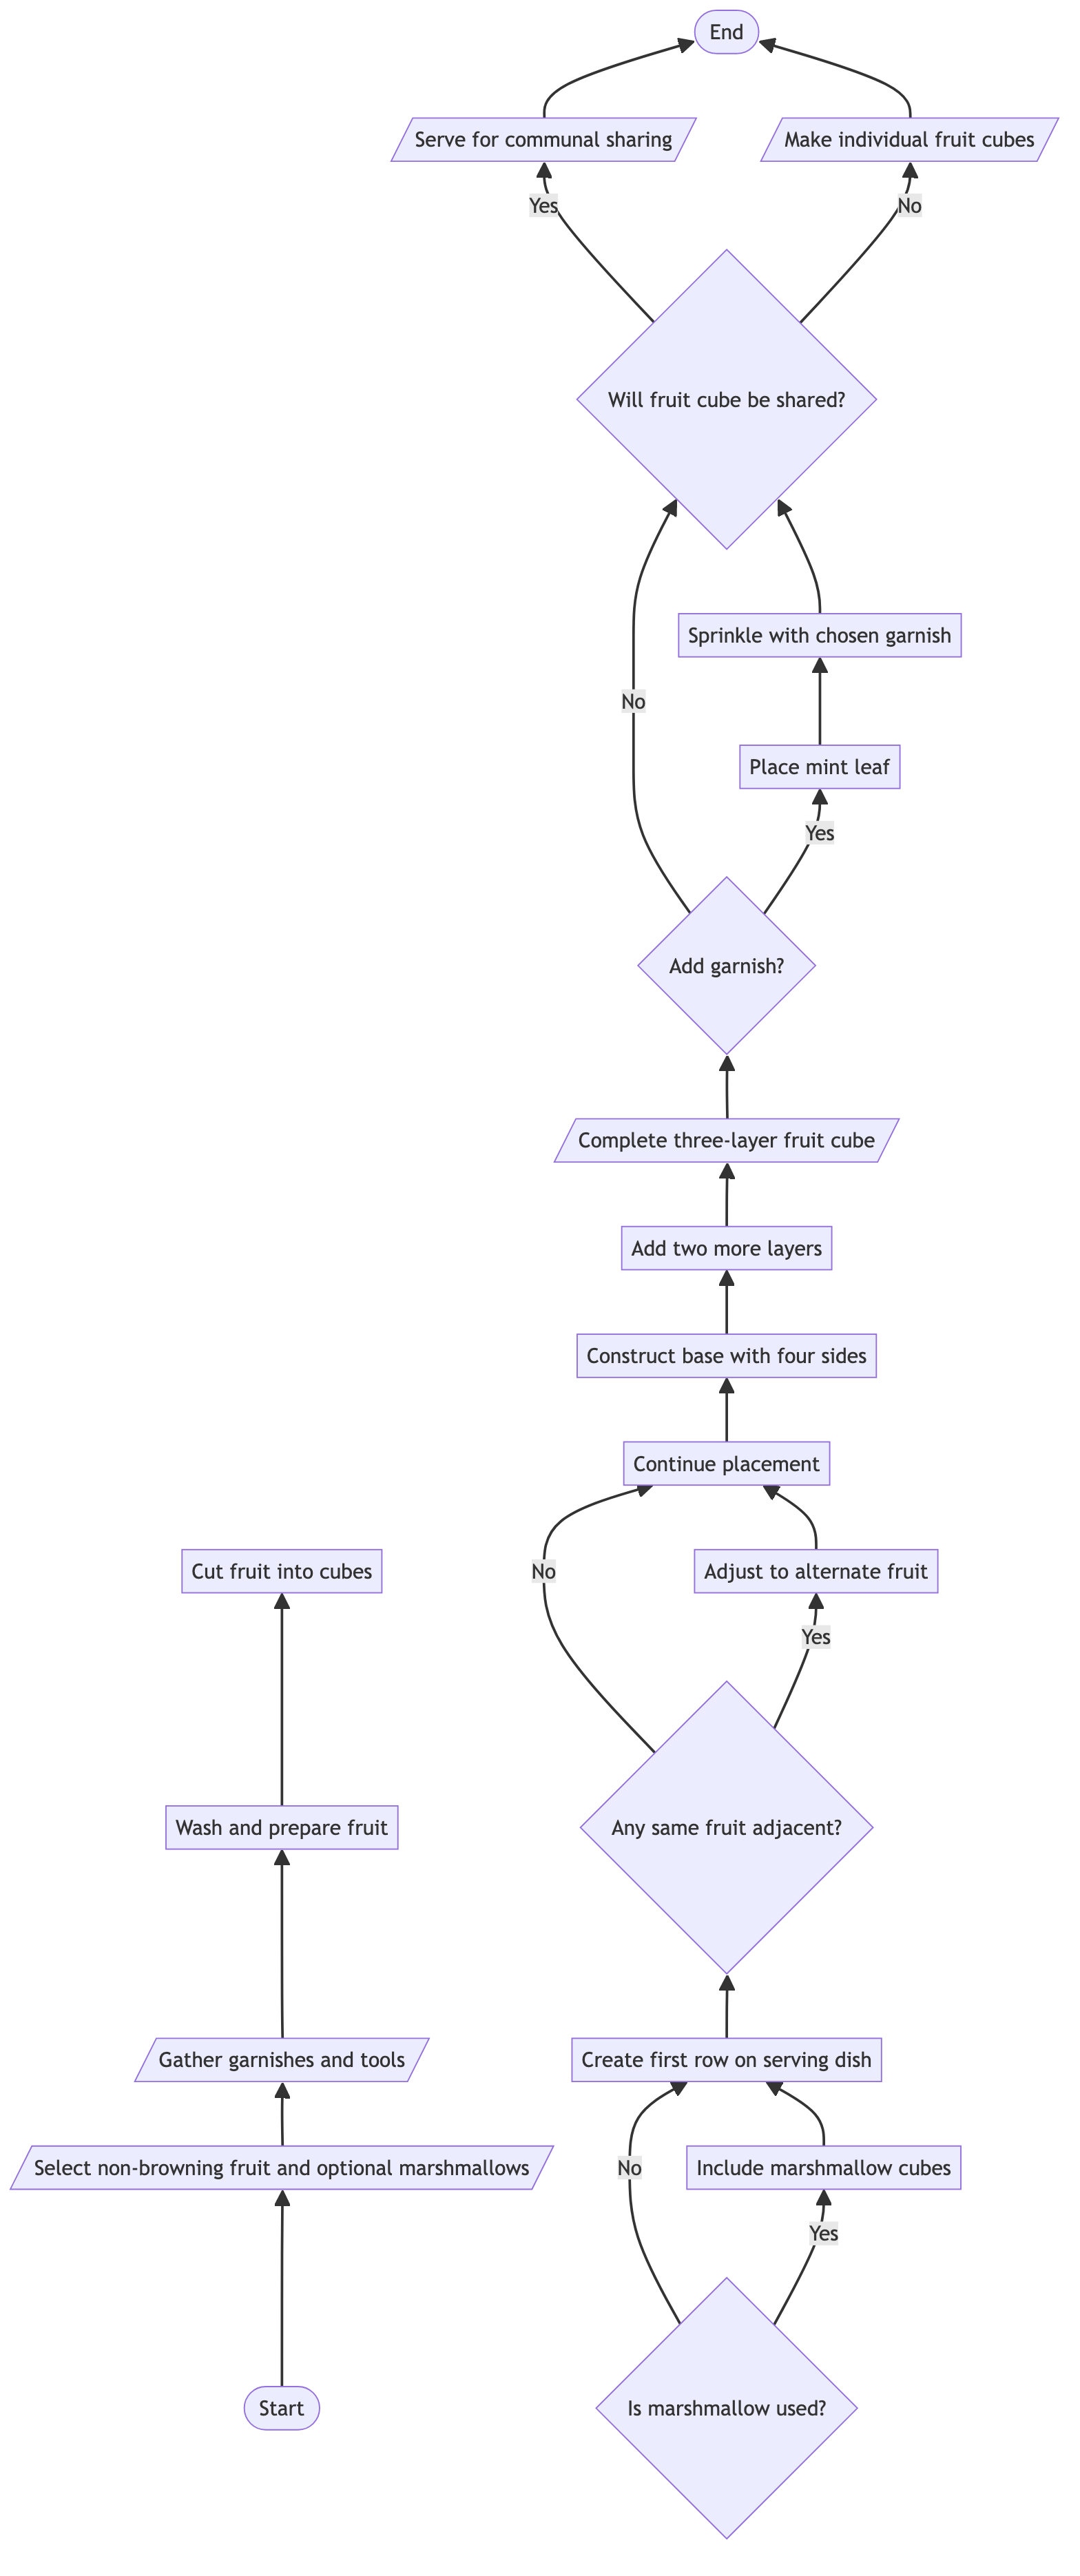 End
Serve for communal sharing
Make individual fruit cubes
Yes
No
Will fruit cube be shared?
Sprinkle with chosen garnish
No
Place mint leaf
Yes
Add garnish?
Complete three-layer fruit cube
Add two more layers
Construct base with four sides
Continue placement
Cut fruit into cubes
No
Adjust to alternate fruit
Yes
Wash and prepare fruit
Any same fruit adjacent?
Gather garnishes and tools
Create first row on serving dish
Select non-browning fruit and optional marshmallows
No
Include marshmallow cubes
Yes
Start
Is marshmallow used?